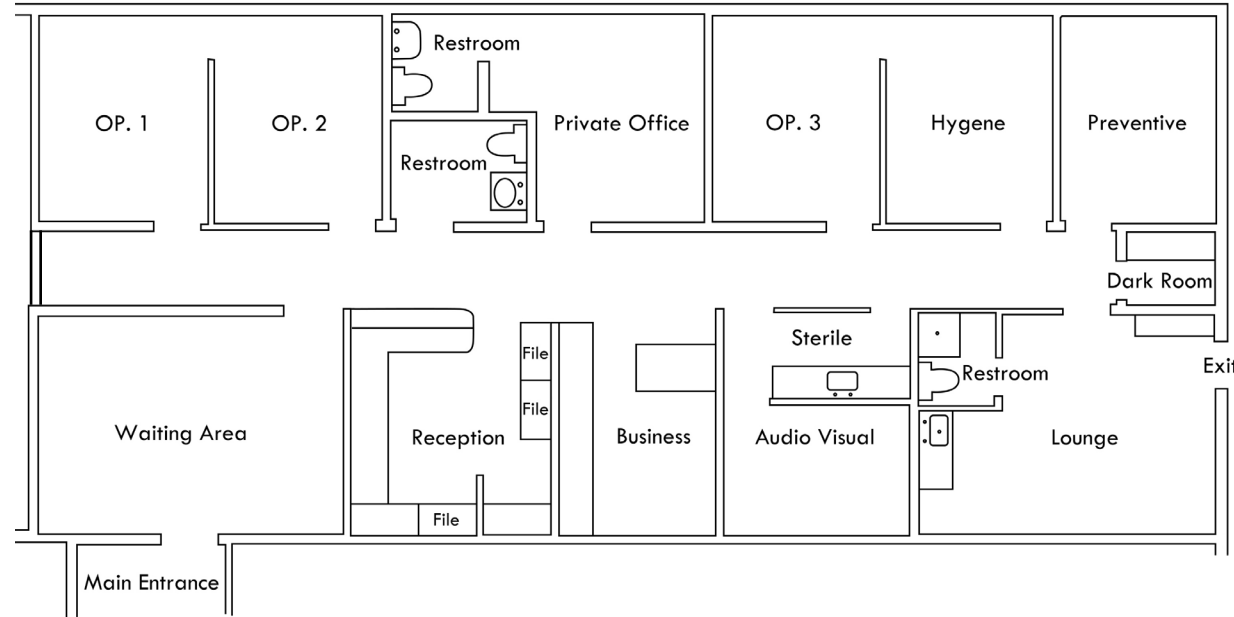 Restroom
OP. 1
OP. 2
Private Office
OP. 3
Hygene
Preventive
Restroom
Dark Room
Sterile
File
Exit
Restroom
File
Waiting Area
Reception
Business
Audio Visual
Lounge
File
Main Entrance